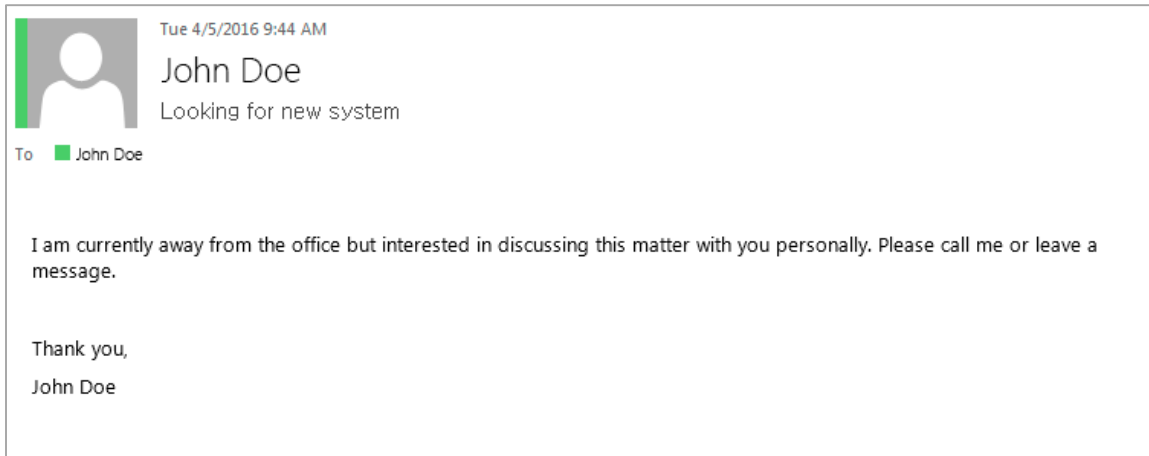 Tue 4/5/2016 9:44 AM
John Doe
Looking for new system
To John Doe
I am currently away from the office but interested in discussing this matter with you personally. Please call me or leave a
message.
Thank you,
John Doe